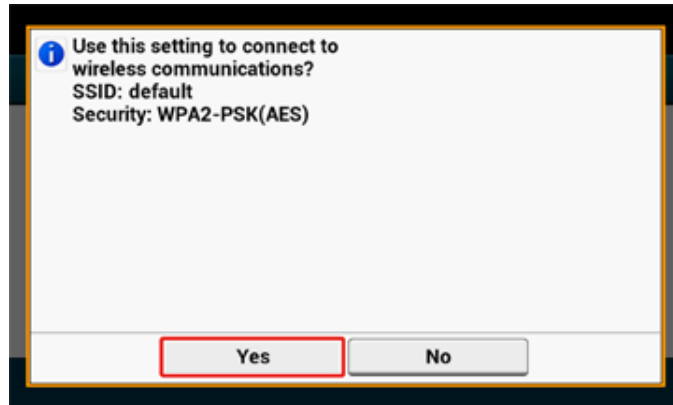 Use this setting to connect to
wireless communications?
SSID: default
Security: WPA2-PSK(AES)
Yes
No